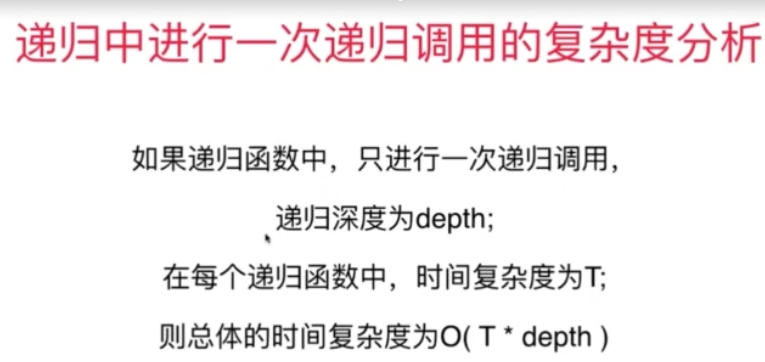 递归中进行一次递归调用的复杂度分析
如果递归函数中，只进行一次递归调用，
递归深度为depth;
在每个递归函数中，时间复杂度为T;
则总体的时间复杂度为O( T * depth )